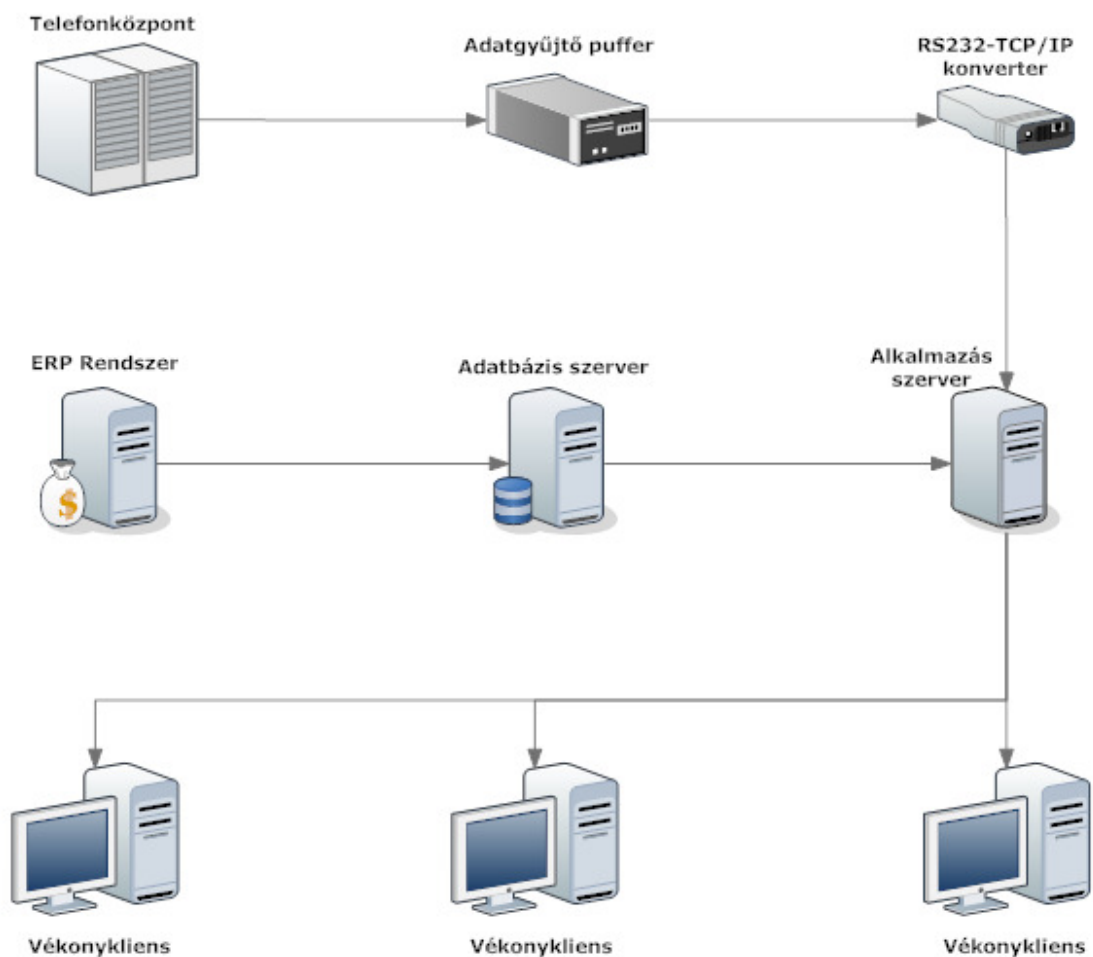 Telefonközpont
Adatgyűjtő puffer
RS232-TCP/IP
konverter
ERP Rendszer
Adatbázis szerver
Alkalmazás
szerver
$
Vékonykliens
Vékonykliens
Vékonykliens